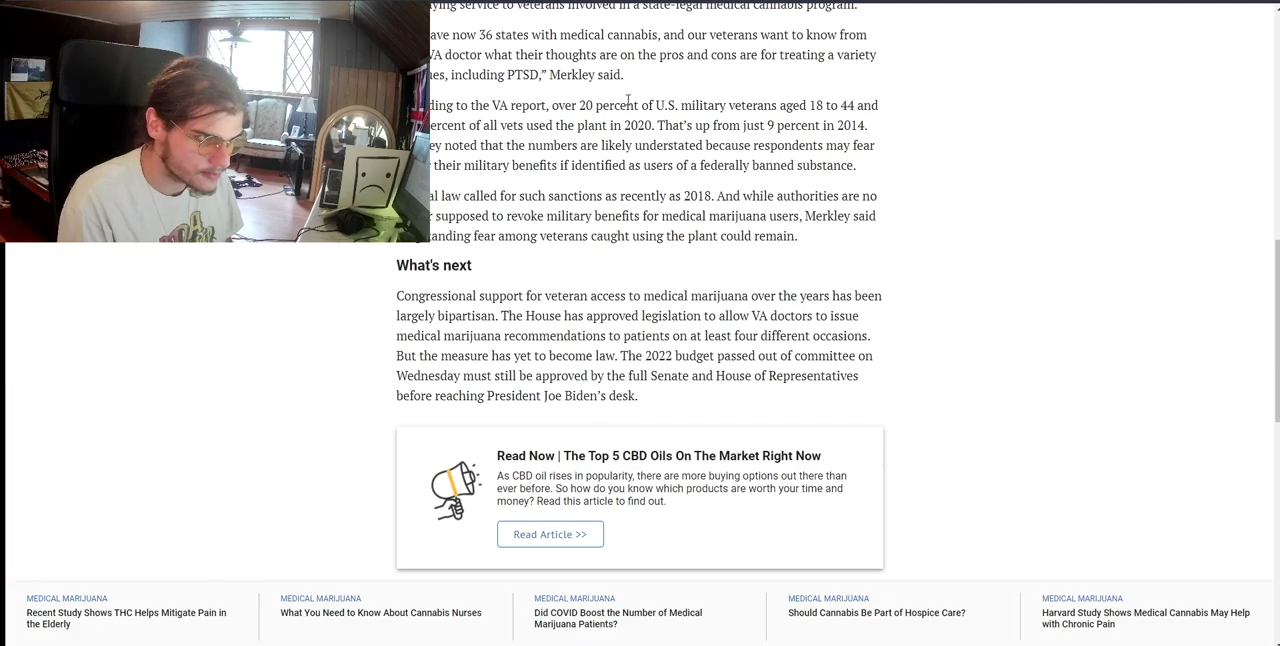 ying service to veterans involved in a state-legal medical cannabis program.
ave now 36 states with medical cannabis, and our veterans want to know from
VA doctor what their thoughts are on the pros and cons are for treating a variety
ues, including PTSD,” Merkley said.
ding to the VA report, over 20 percent of U.S. military veterans aged 18 to 44 and
ercent of all vets used the plant in 2020. That’s up from just 9 percent in 2014.
ey noted that the numbers are likely understated because respondents may fear
their military benefits if identified as users of a federally banned substance.
al law called for such sanctions as recently as 2018. And while authorities are no
r supposed to revoke military benefits for medical marijuana users, Merkley said
anding fear among veterans caught using the plant could remain.
What's next
Congressional support for veteran access to medical marijuana over the years has been
largely bipartisan. The House has approved legislation to allow VA doctors to issue
medical marijuana recommendations to patients on at least four different occasions.
But the measure has yet to become law. The 2022 budget passed out of committee on
Wednesday must still be approved by the full Senate and House of Representatives
before reaching President Joe Biden’s desk.
Read Now | The Top 5 CBD Oils On The Market Right Now
As CBD oil rises in popularity, there are more buying options out there than
ever before. So how do you know which products are worth your time and
money? Read this article to find out.
Read Article >>
MEDICAL MARIJUANA
Recent Study Shows THC Helps Mitigate Pain in
the Elderly
MEDICAL MARIJUANA
What You Need to Know About Cannabis Nurses
MEDICAL MARIJUANA
Did COVID Boost the Number of Medical
Marijuana Patients?
MEDICAL MARIJUANA
Should Cannabis Be Part of Hospice Care?
MEDICAL MARIJUANA
Harvard Study Shows Medical Cannabis May Help
with Chronic Pain